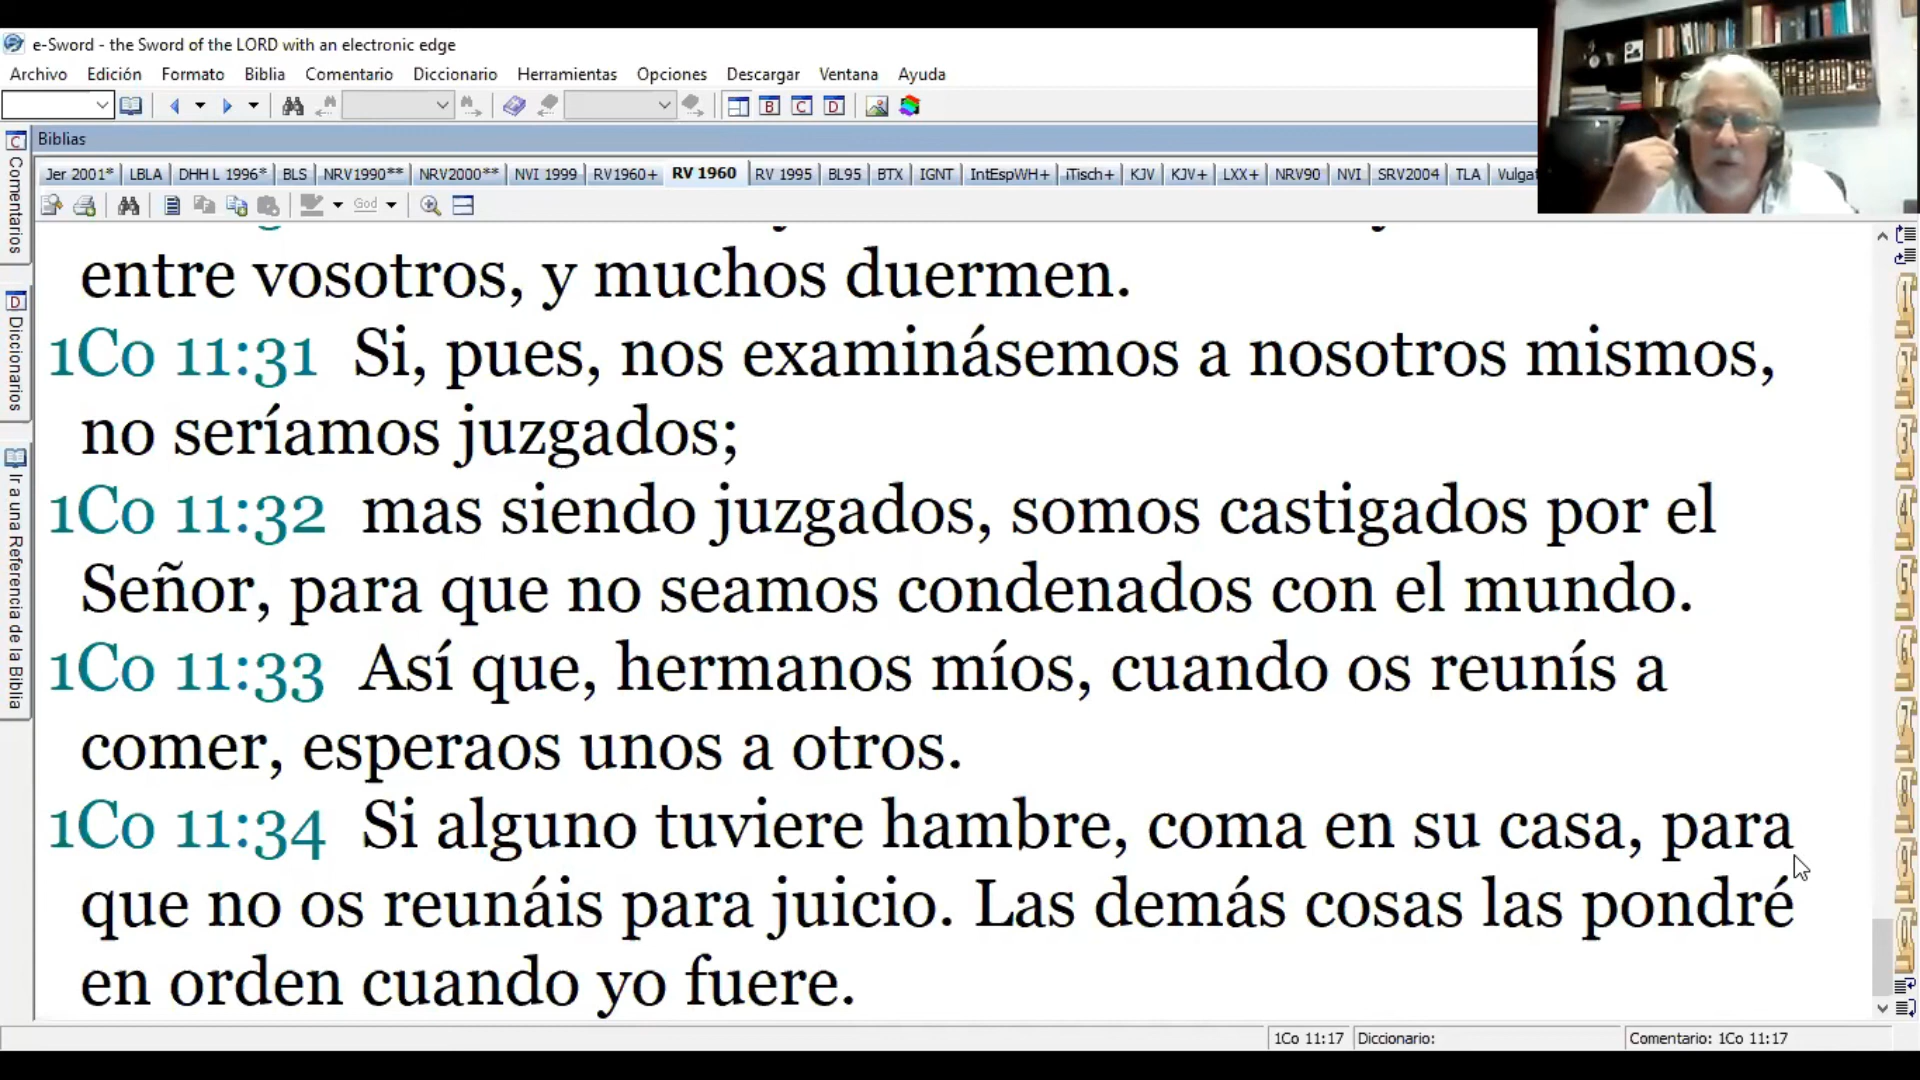 e-Sword - the Sword of the LORD with an electronic edge
Archivo Edición Formato Biblia Comentario Diccionario Herramientas Opciones Descargar Ventana Ayuda
B C D
Biblias
C Comentarios
D Diccionarios
Ir a una Referencia de la Biblia
Jer 2001* LBLA DHH L 1996* BLS NRV1990** NRV2000** NVI 1999 RV1960+ RV 1960 RV 1995 BL95 BTX IGNT IntEspWH+ iTisch+ KJV KJV+ LXX+ NRV90 NVI SRV2004 TLA Vulgat
God
entre vosotros, y muchos duermen.
1Co 11:31 Si, pues, nos examinásemos a nosotros mismos,
no seríamos juzgados;
1Co 11:32 mas siendo juzgados, somos castigados por el
Señor, para que no seamos condenados con el mundo.
1Co 11:33 Así que, hermanos míos, cuando os reunís a
comer, esperaos unos a otros.
1Co 11:34 Si alguno tuviere hambre, coma en su casa, para
que no os reunáis para juicio. Las demás cosas las pondré
en orden cuando yo fuere.
1Co 11:17 Diccionario: Comentario: 1Co 11:17